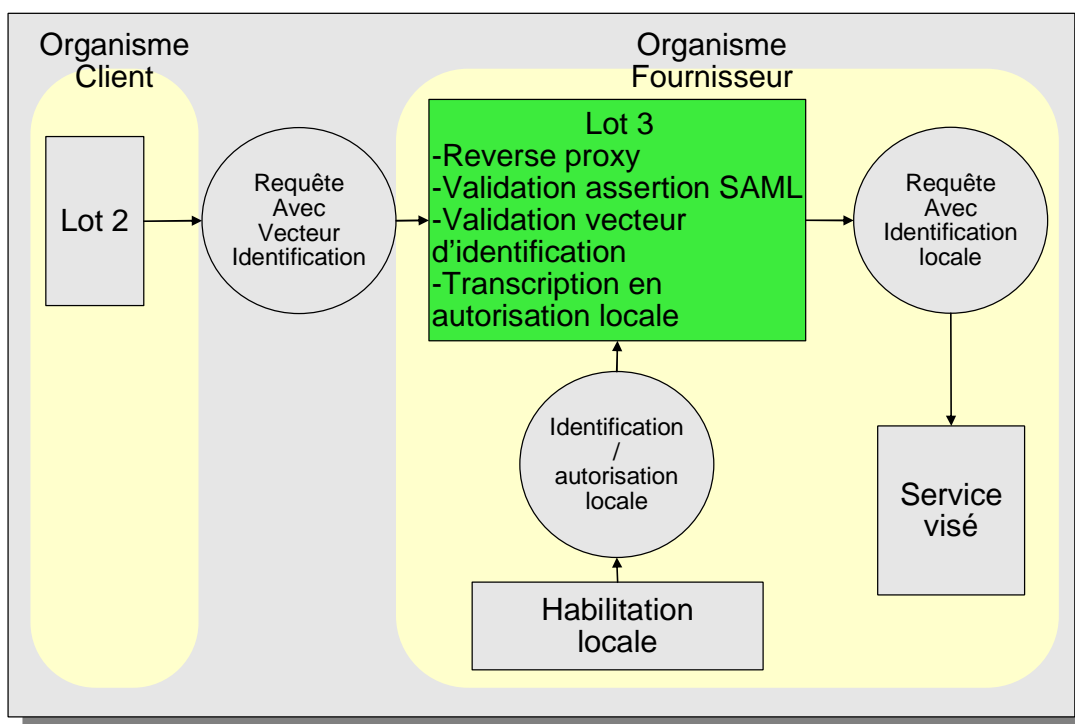 Organisme
Client
Organisme
Fournisseur
Lot 2
Requête
Avec
Vecteur
Identification
Lot 3
-Reverse proxy
-Validation assertion SAML
-Validation vecteur
d’identification
-Transcription en
autorisation locale
Requête
Avec
Identification
locale
Identification
/
autorisation
locale
Service
visé
Habilitation
locale